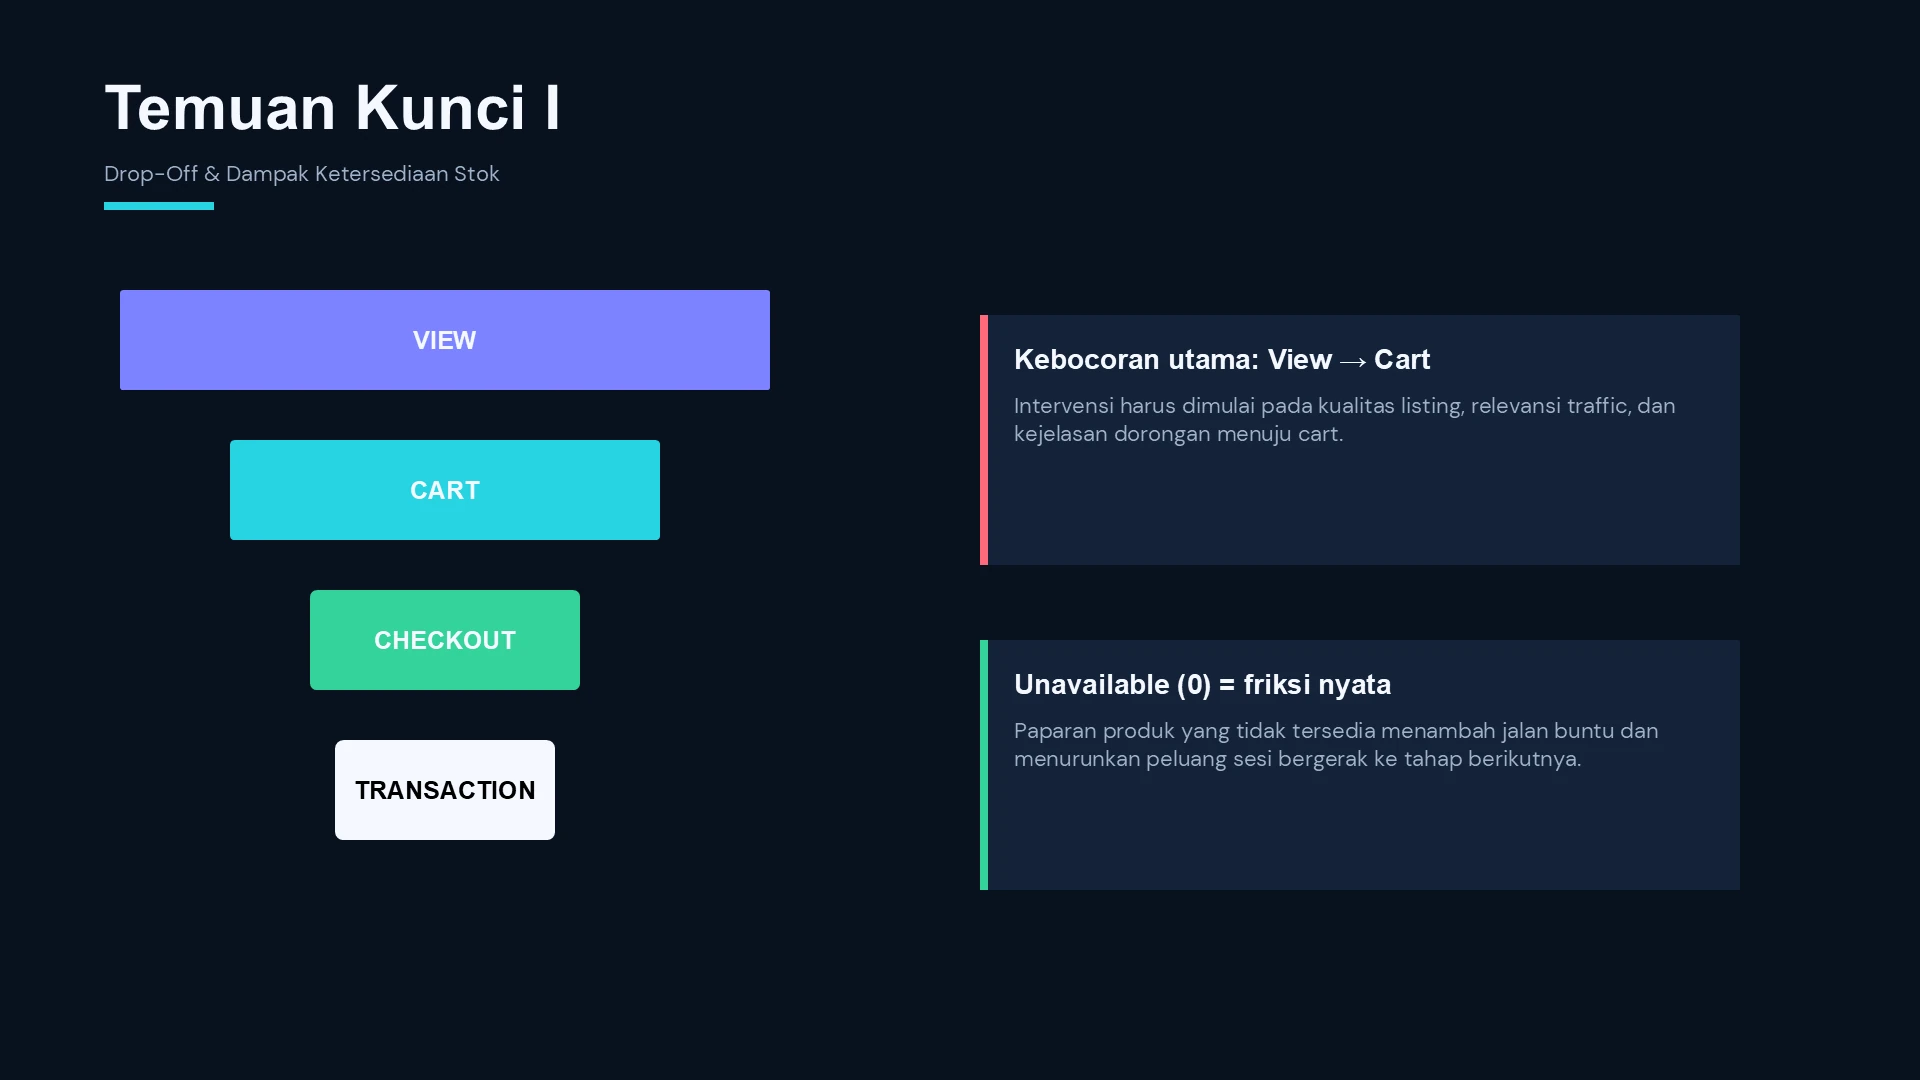 Temuan Kunci I
Drop-Off & Dampak Ketersediaan Stok
VIEW
CART
CHECKOUT
TRANSACTION
Kebocoran utama: View → Cart
Intervensi harus dimulai pada kualitas listing, relevansi traffic, dan
kejelasan dorongan menuju cart.
Unavailable (0) = friksi nyata
Paparan produk yang tidak tersedia menambah jalan buntu dan
menurunkan peluang sesi bergerak ke tahap berikutnya.